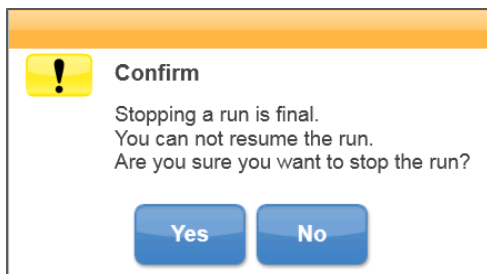 !
Confirm
Stopping a run is final.
You can not resume the run.
Are you sure you want to stop the run?
Yes No